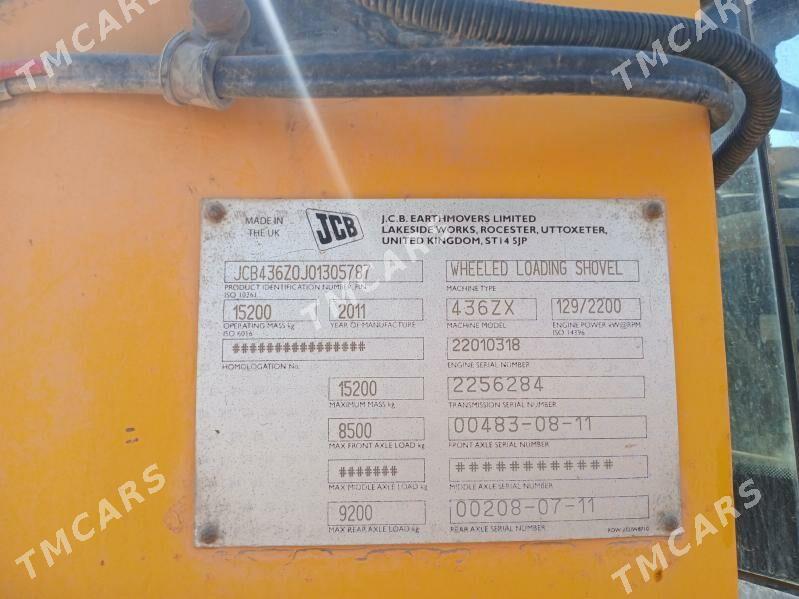 TMCARS
TMCARS
TMCARS
MADE IN
THE UK
JCB
J.C.B. EARTHMOVERS LIMITED
LAKESIDE WORKS, ROCESTER, UTTOXETER,
UNITED KINGDOM, ST14 5JP
JCB436Z0J01305787
WHEELED LOADING SHOVEL
PRODUCT IDENTIFICATION NUMBER, PIN
ISO 10261
MACHINE TYPE
15200
2011
436ZX
129/2200
OPERATING MASS kg
ISO 6016
YEAR OF MANUFACTURE
MACHINE MODEL
ENGINE POWER kW@RPM
ISO 14396
################
22010318
HOMOLOGATION No.
ENGINE SERIAL NUMBER
15200
2256284
MAXIMUM MASS kg
TRANSMISSION SERIAL NUMBER
8500
00483-08-11
MAX FRONT AXLE LOAD kg
FRONT AXLE SERIAL NUMBER
#######
############
MAX MIDDLE AXLE LOAD kg
MIDDLE AXLE SERIAL NUMBER
9200
00208-07-11
MAX REAR AXLE LOAD kg
REAR AXLE SERIAL NUMBER
TMCARS
TMCARS
TMCARS
TMCARS